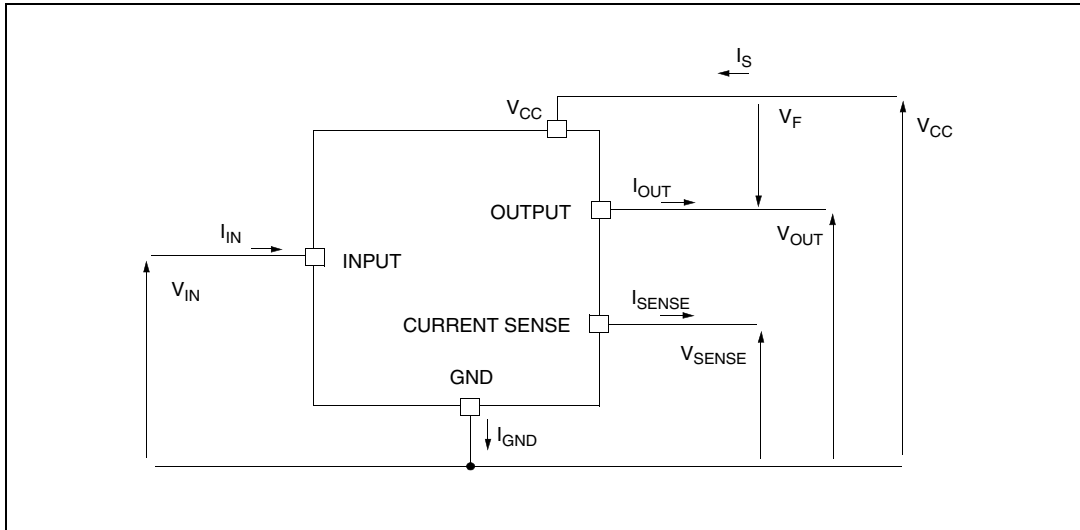 I_S
V_CC
V_F
V_CC
I_OUT
OUTPUT
V_OUT
I_IN
INPUT
V_IN
I_SENSE
CURRENT SENSE
V_SENSE
GND
I_GND